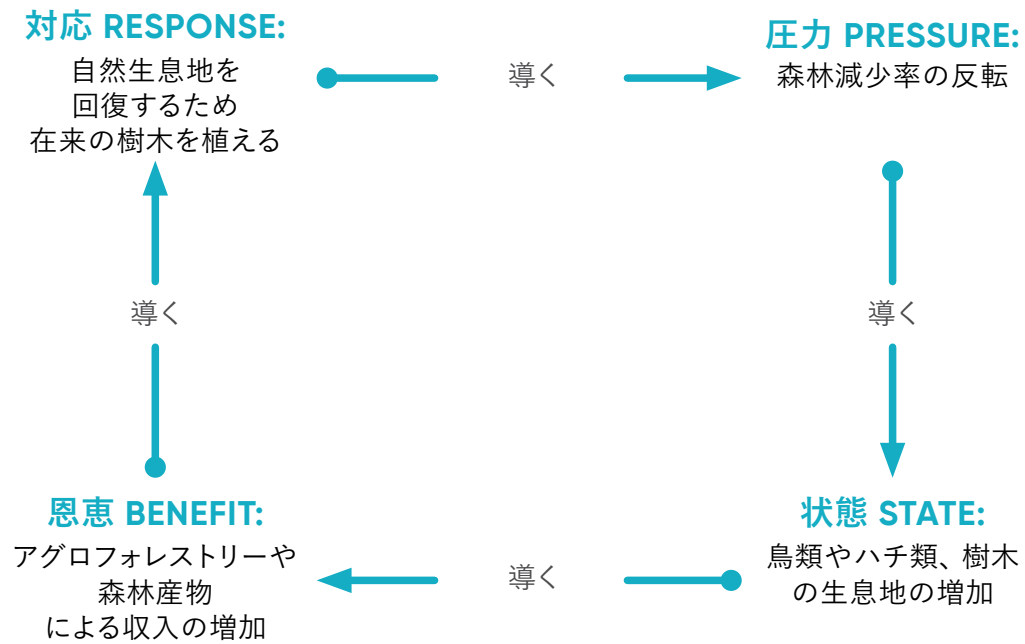 対応 RESPONSE:
自然生息地を
回復するため
在来の樹木を植える
導く
圧力 PRESSURE:
森林減少率の反転
導く
導く
恩恵 BENEFIT:
アグロフォレストリーや
森林産物
による収入の増加
導く
状態 STATE:
鳥類やハチ類、樹木
の生息地の増加